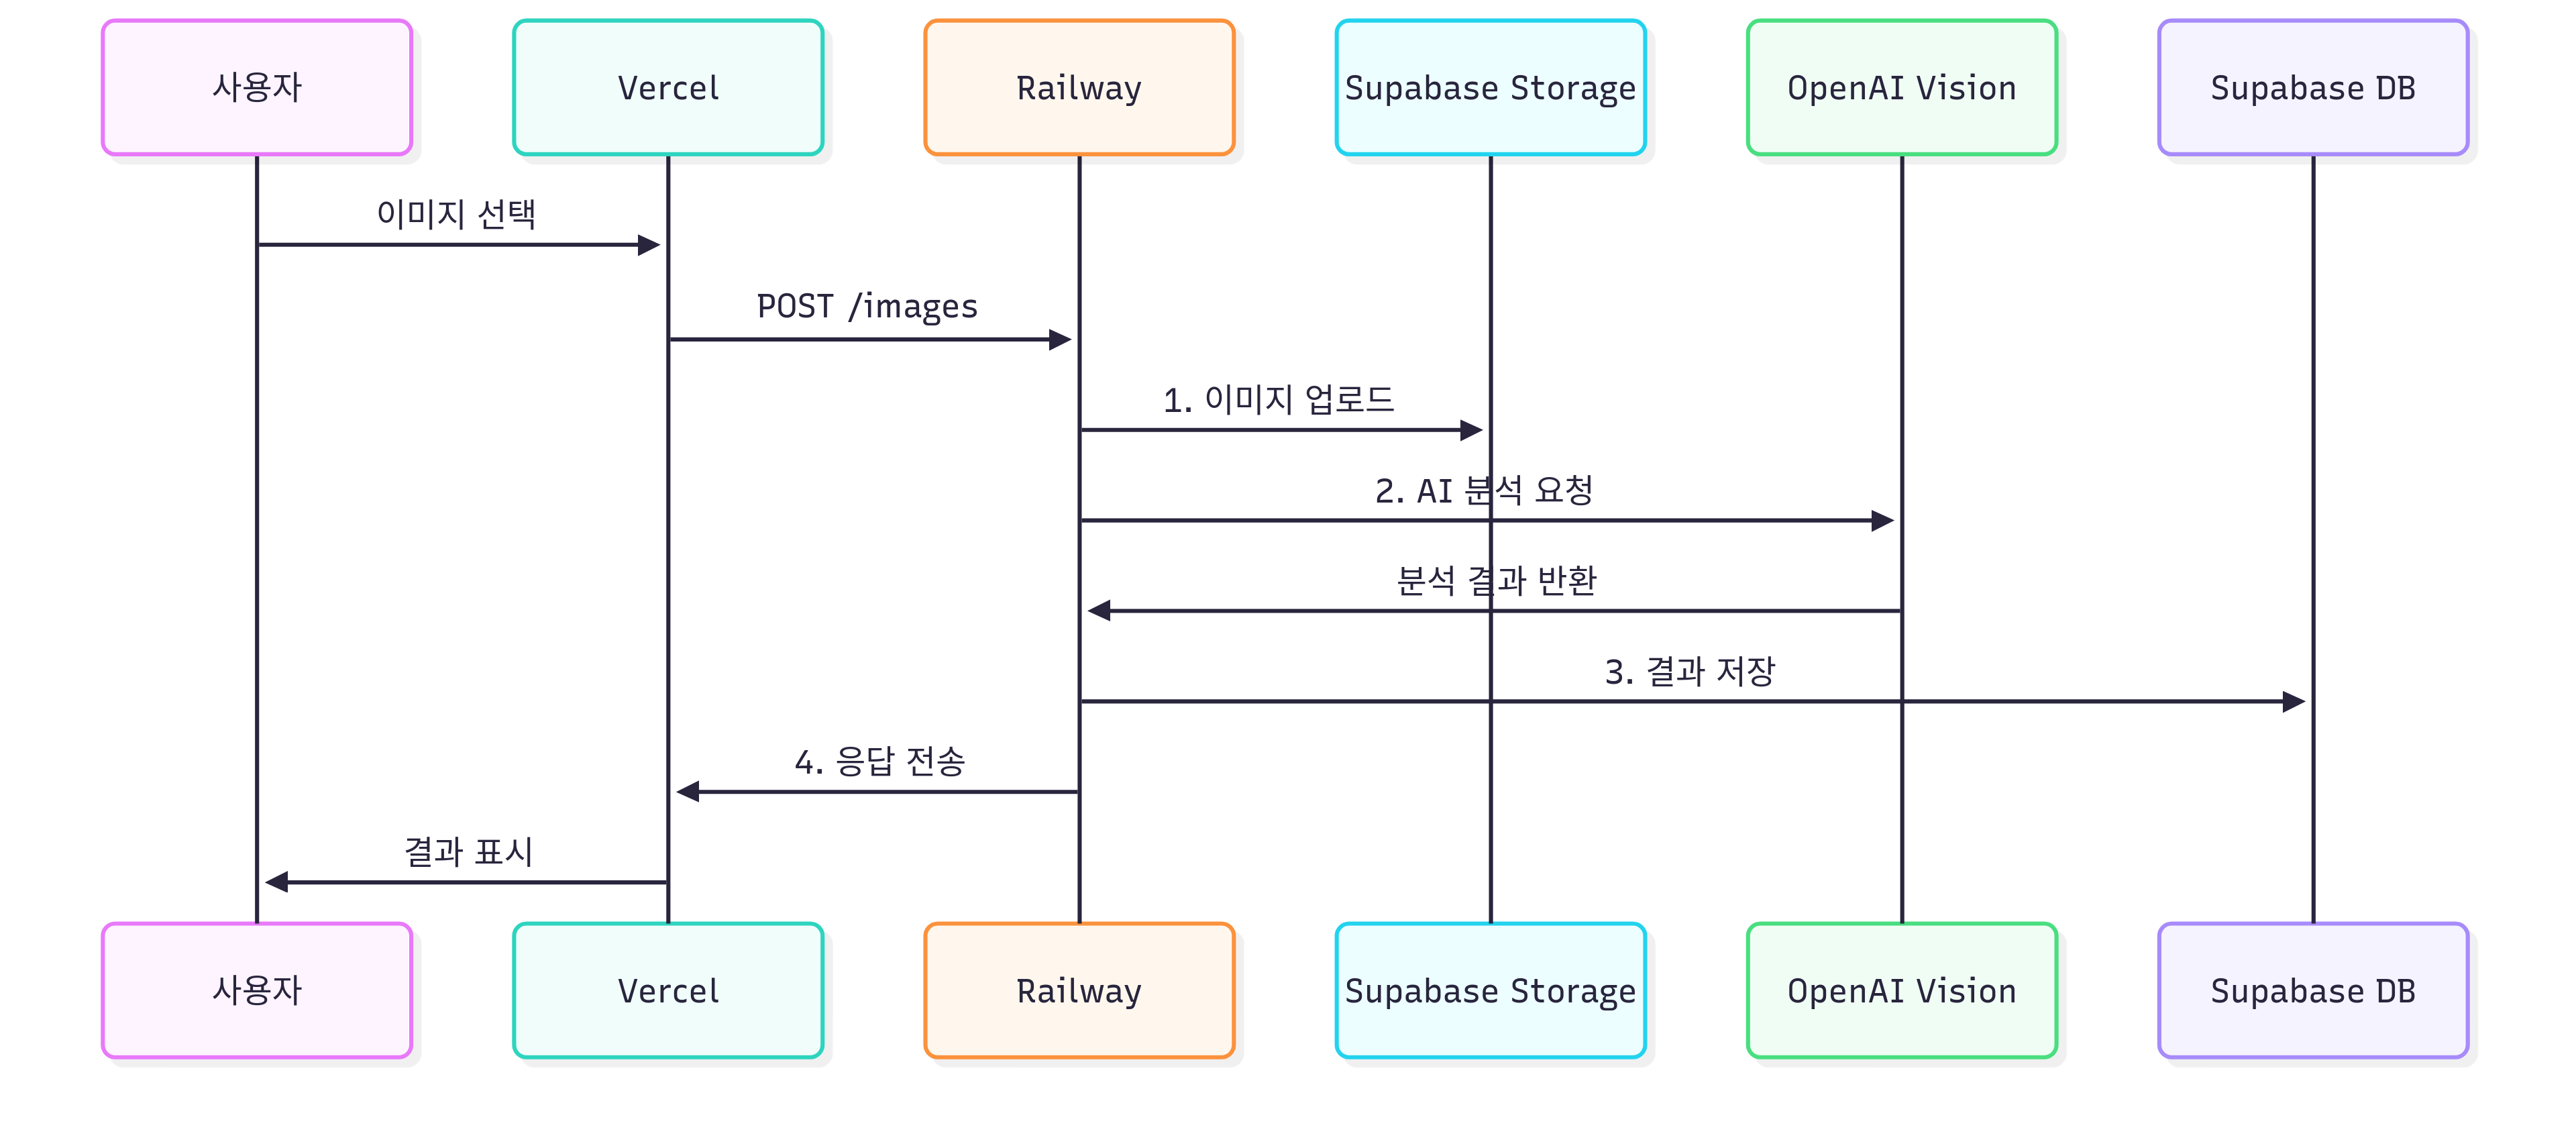 사용자
Vercel
Railway
Supabase Storage
OpenAI Vision
Supabase DB
이미지 선택
POST /images
1. 이미지 업로드
2. AI 분석 요청
분석 결과 반환
3. 결과 저장
4. 응답 전송
결과 표시
사용자
Vercel
Railway
Supabase Storage
OpenAI Vision
Supabase DB